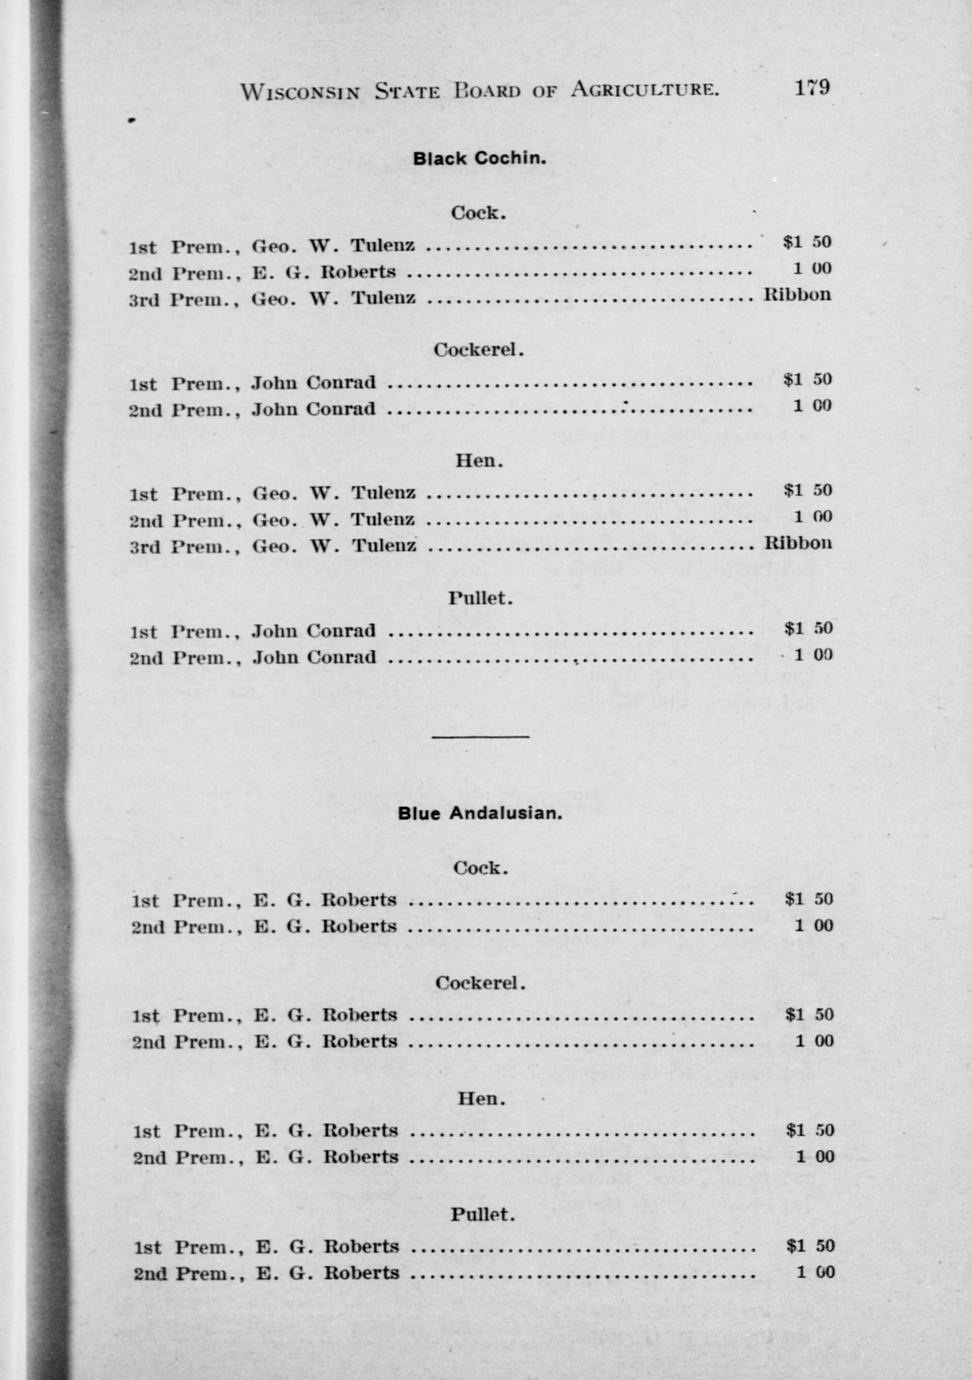 WISCONSIN STATE BOARD OF AGRICULTURE. 179
Black Cochin.
Cock.
1st Prem., Geo. W. Tulenz .................................. $1 50
2nd Prem., E. G. Roberts .................................... 1 00
3rd Prem., Geo. W. Tulenz .................................. Ribbon
Cockerel.
1st Prem., John Conrad ...................................... $1 50
2nd Prem., John Conrad ...................................... 1 00
Hen.
1st Prem., Geo. W. Tulenz .................................. $1 50
2nd Prem., Geo. W. Tulenz .................................. 1 00
3rd Prem., Geo. W. Tulenz .................................. Ribbon
Pullet.
1st Prem., John Conrad ...................................... $1 50
2nd Prem., John Conrad ...................................... 1 00
Blue Andalusian.
Cock.
1st Prem., E. G. Roberts .................................... $1 50
2nd Prem., E. G. Roberts .................................... 1 00
Cockerel.
1st Prem., E. G. Roberts .................................... $1 50
2nd Prem., E. G. Roberts .................................... 1 00
Hen.
1st Prem., E. G. Roberts .................................... $1 50
2nd Prem., E. G. Roberts .................................... 1 00
Pullet.
1st Prem., E. G. Roberts .................................... $1 50
2nd Prem., E. G. Roberts .................................... 1 00